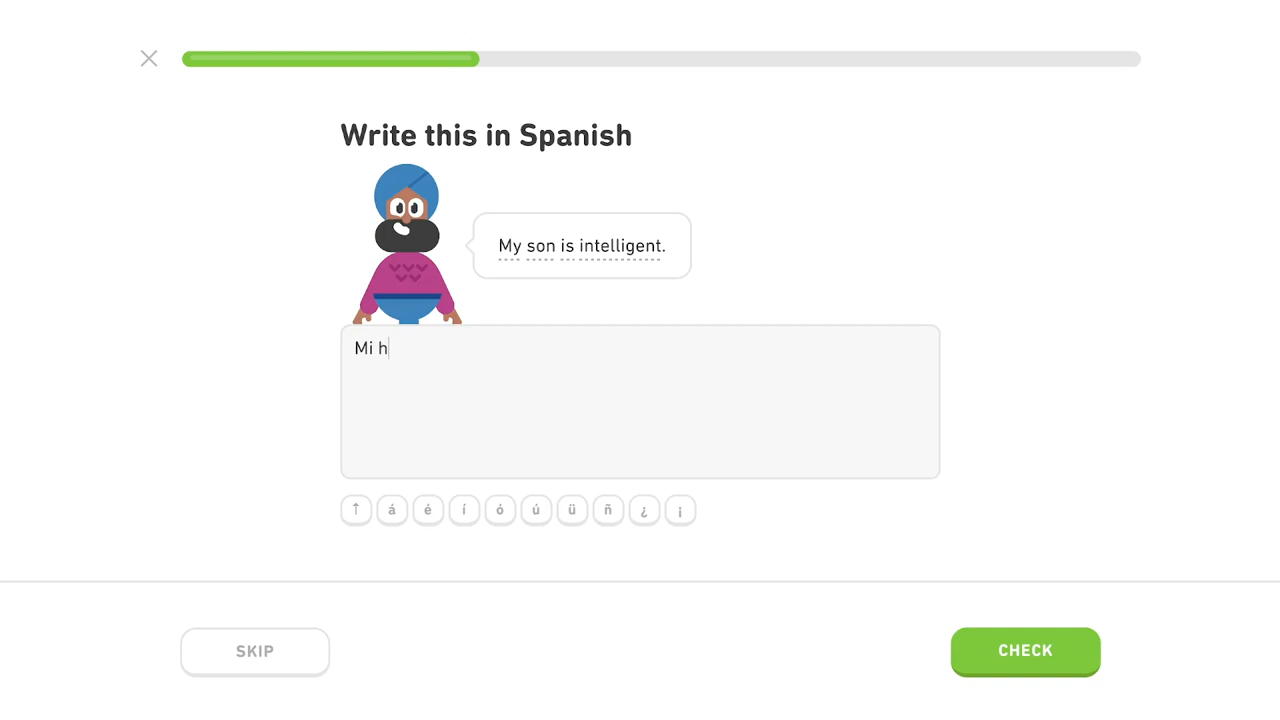 Write this in Spanish
My son is intelligent.
Mi h
↑ á é í ó ú ü ñ ¿ ¡
SKIP
CHECK